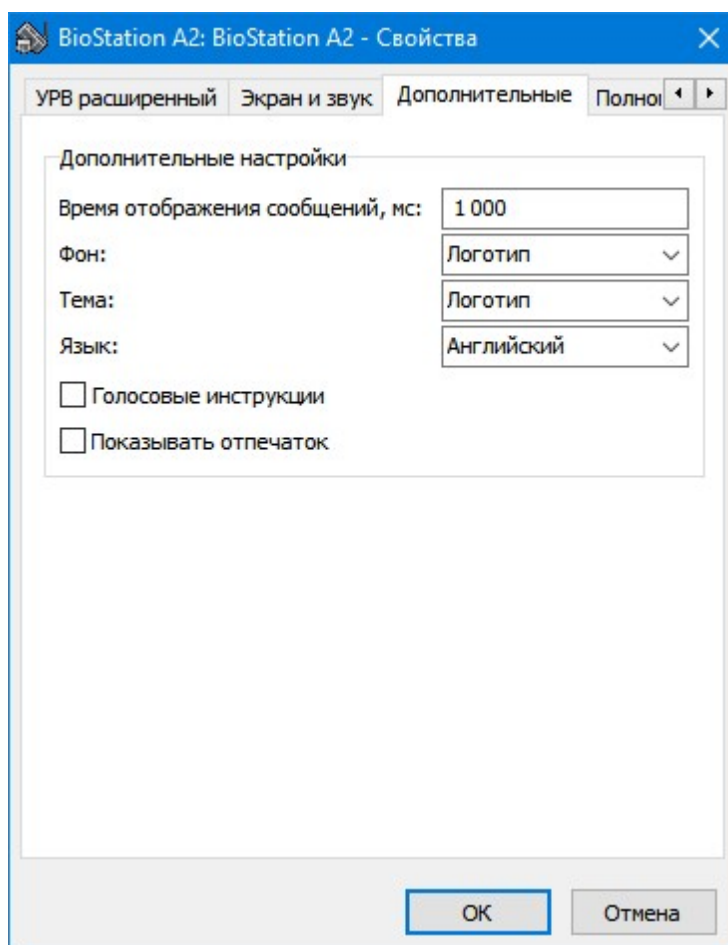 BioStation A2: BioStation A2 - Свойства
УРВ расширенный Экран и звук Дополнительные
Дополнительные настройки
Время отображения сообщений, мс: 1 000
Фон: Логотип
Тема: Логотип
Язык: Английский
Голосовые инструкции
Показывать отпечаток
ОК Отмена